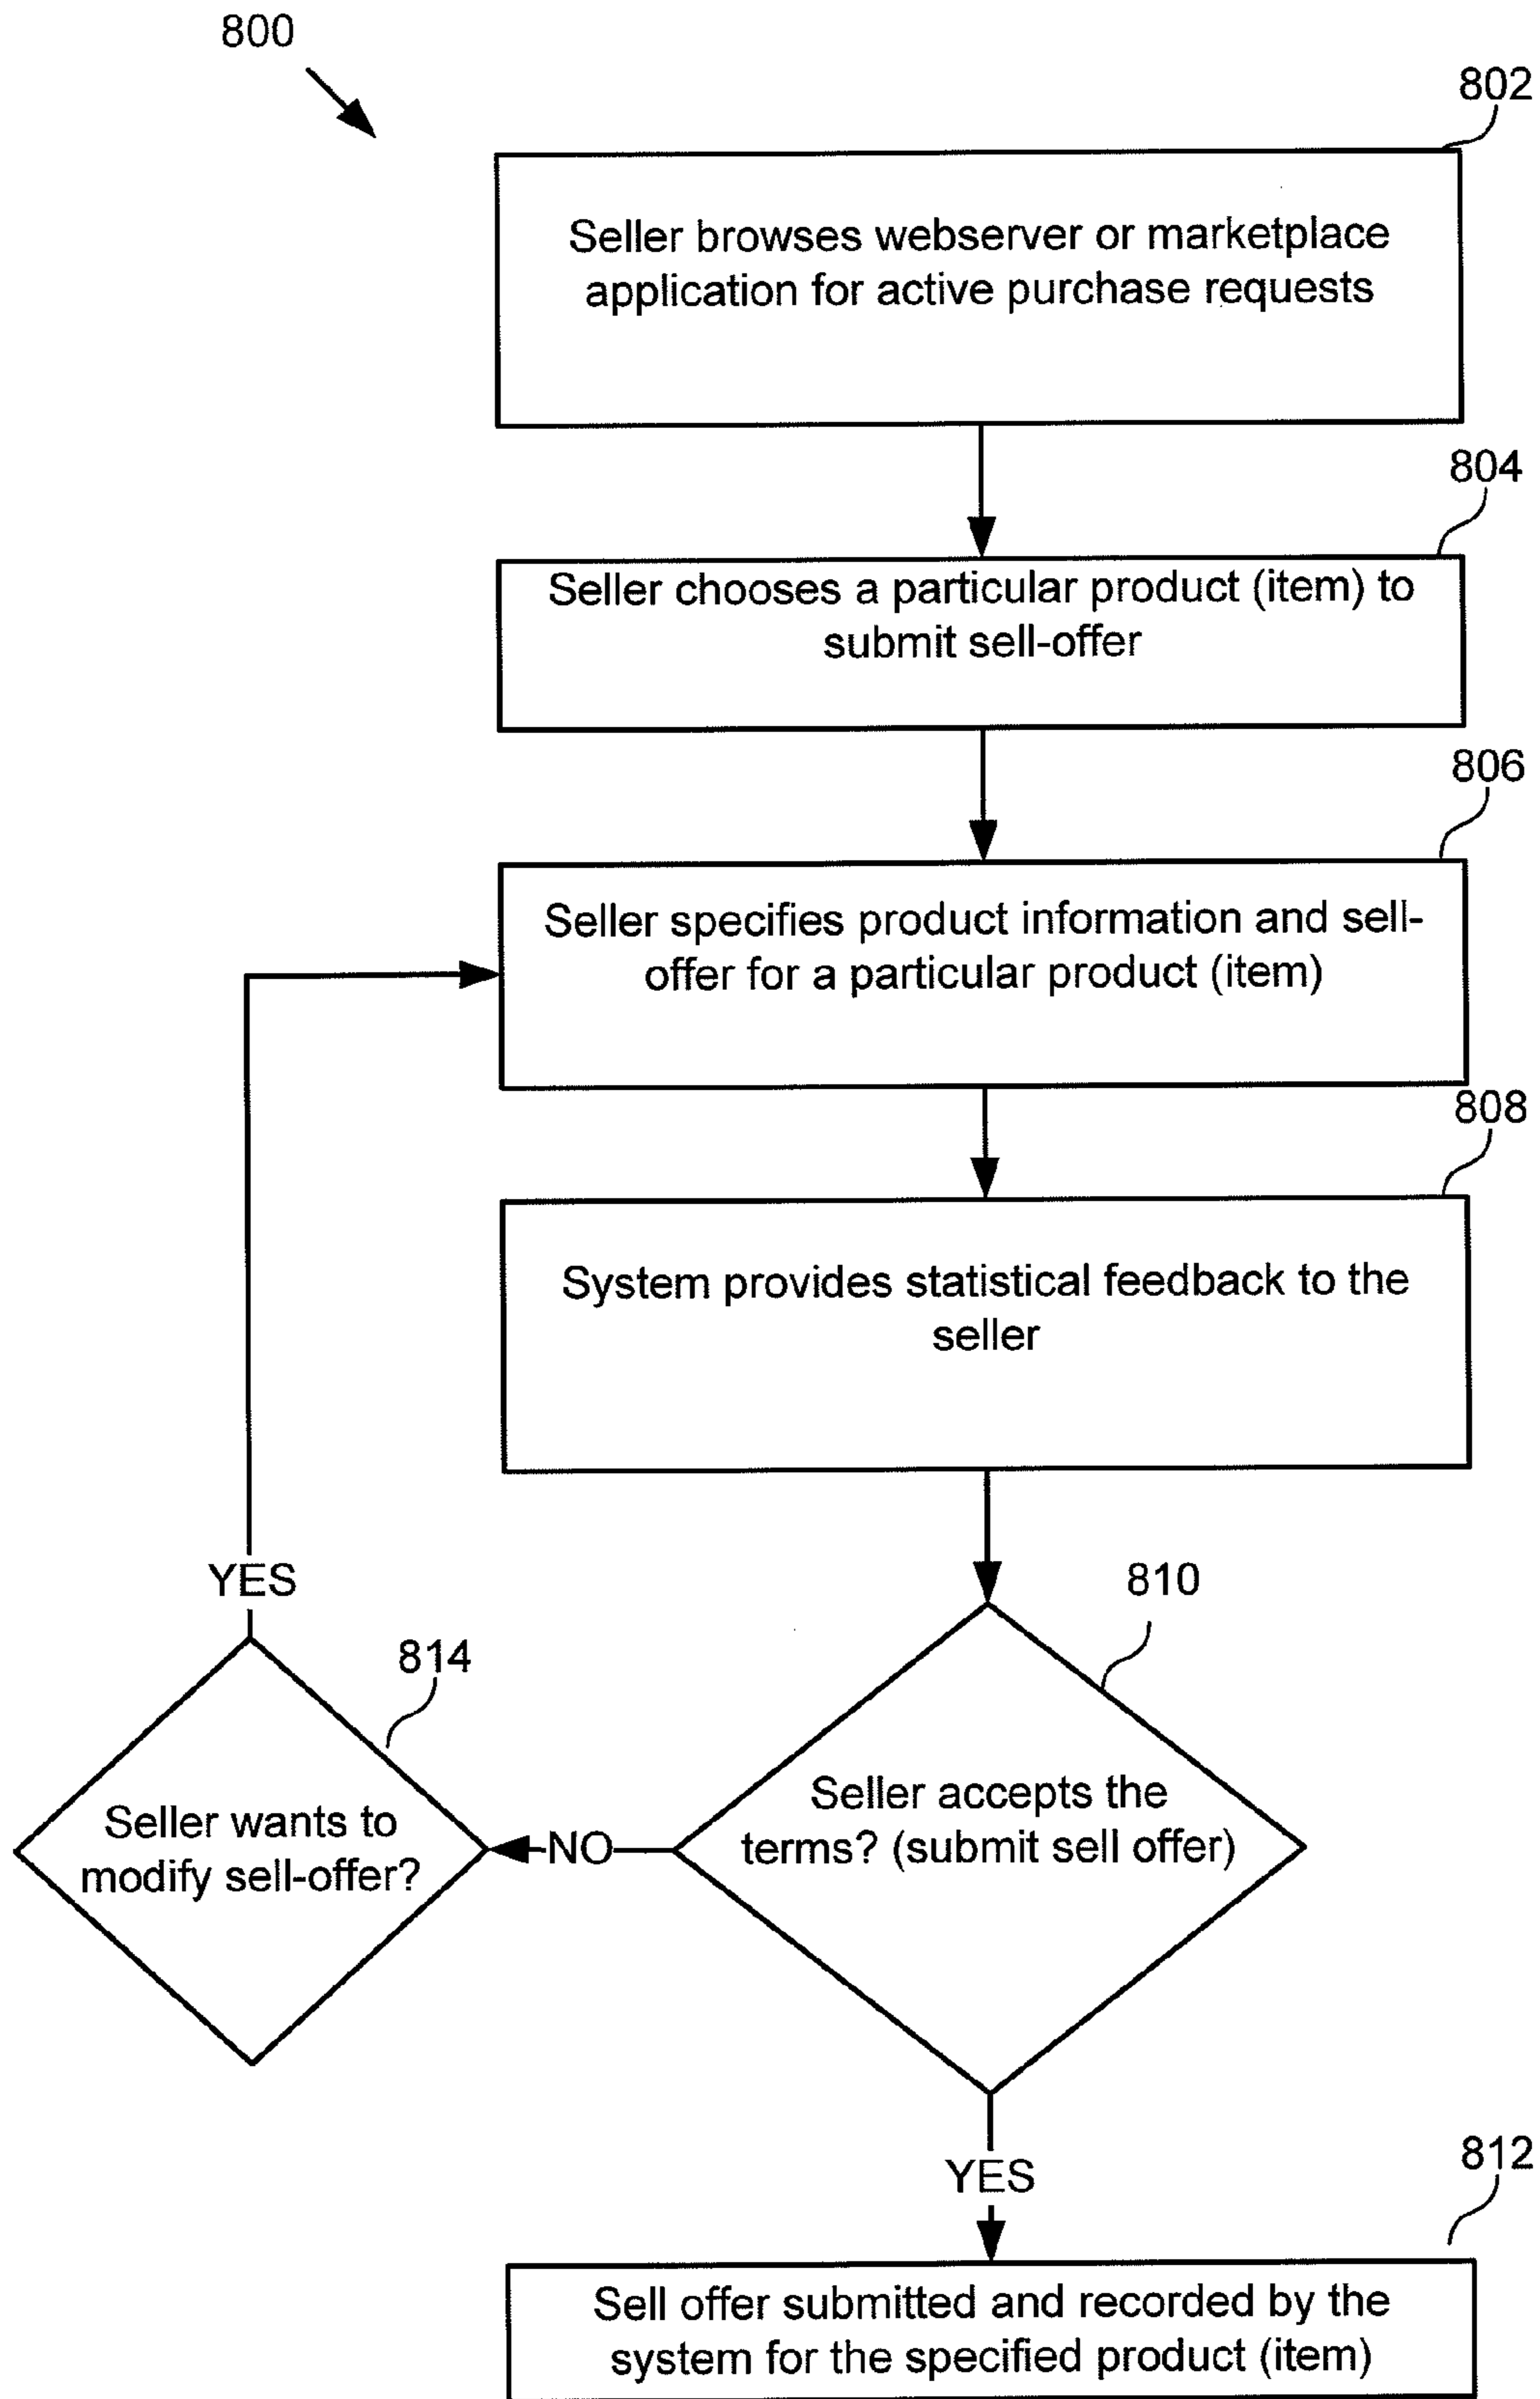 800
802
Seller browses webserver or marketplace
application for active purchase requests
804
Seller chooses a particular product (item) to
submit sell-offer
806
Seller specifies product information and sell-
offer for a particular product (item)
808
System provides statistical feedback to the
seller
YES
810
814
Seller accepts the
terms? (submit sell offer)
Seller wants to
modify sell-offer?
NO
YES
812
Sell offer submitted and recorded by the
system for the specified product (item)